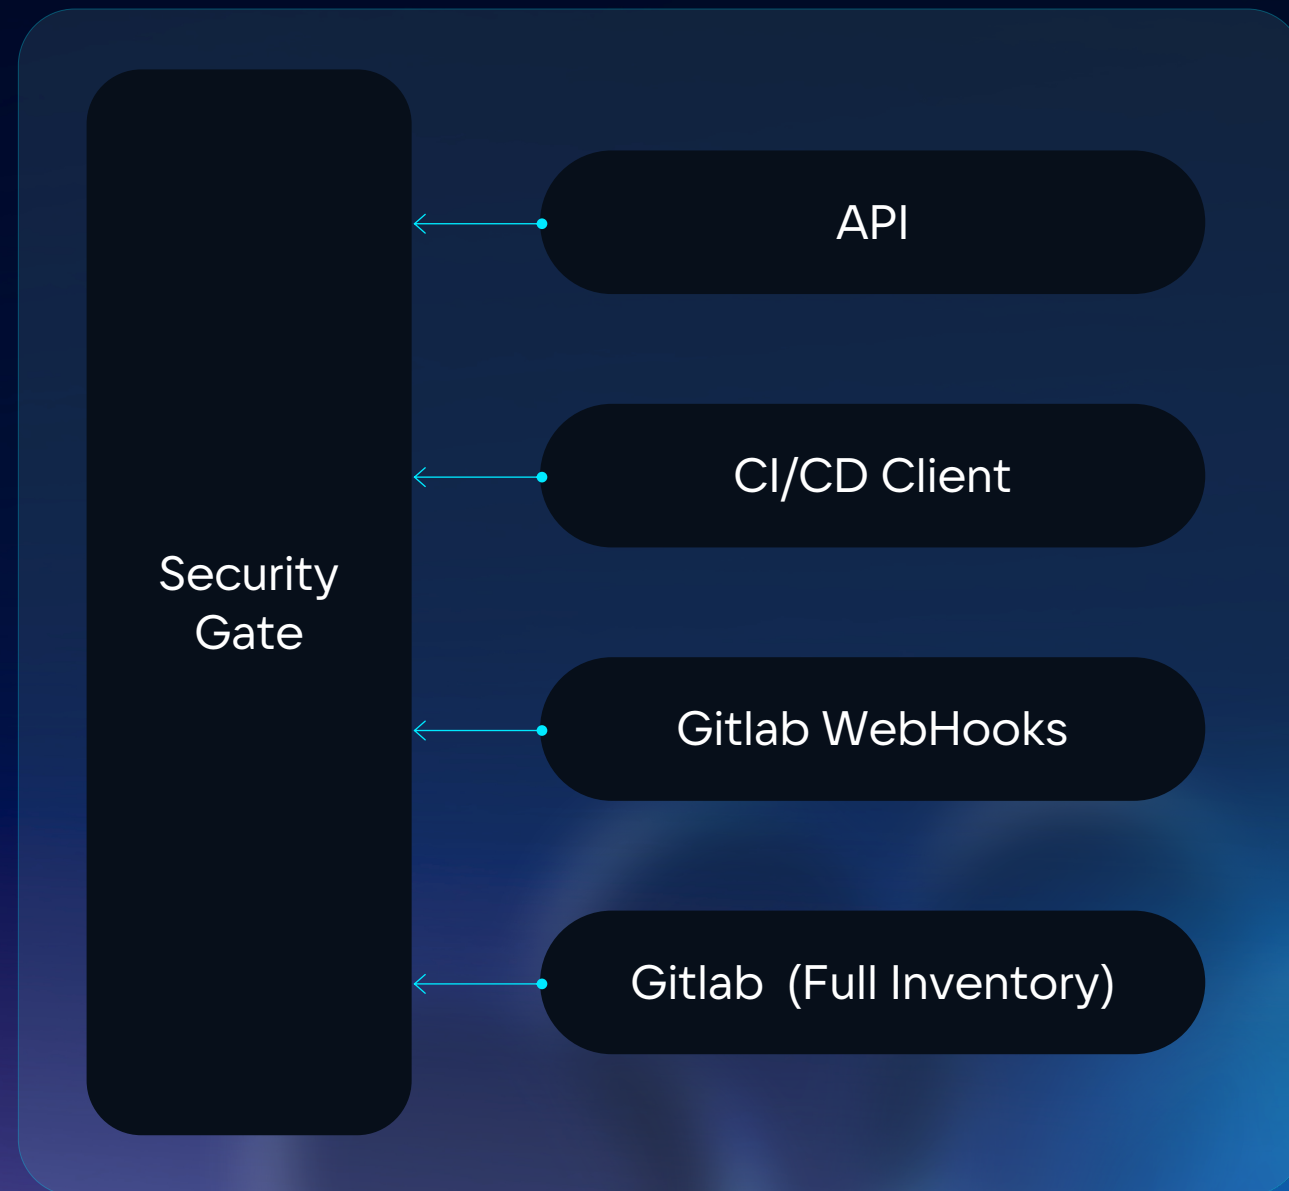 Security
Gate
API
CI/CD Client
Gitlab WebHooks
Gitlab  (Full Inventory)